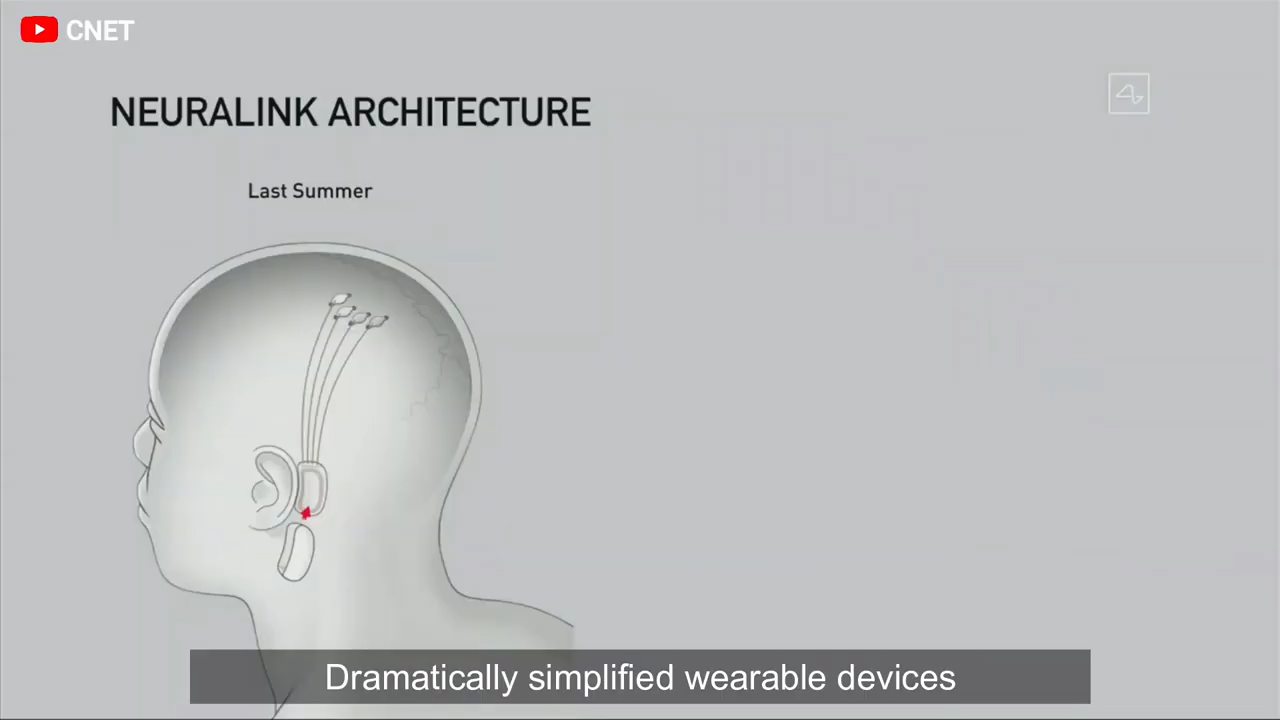 CNET
NEURALINK ARCHITECTURE
Last Summer
Dramatically simplified wearable devices